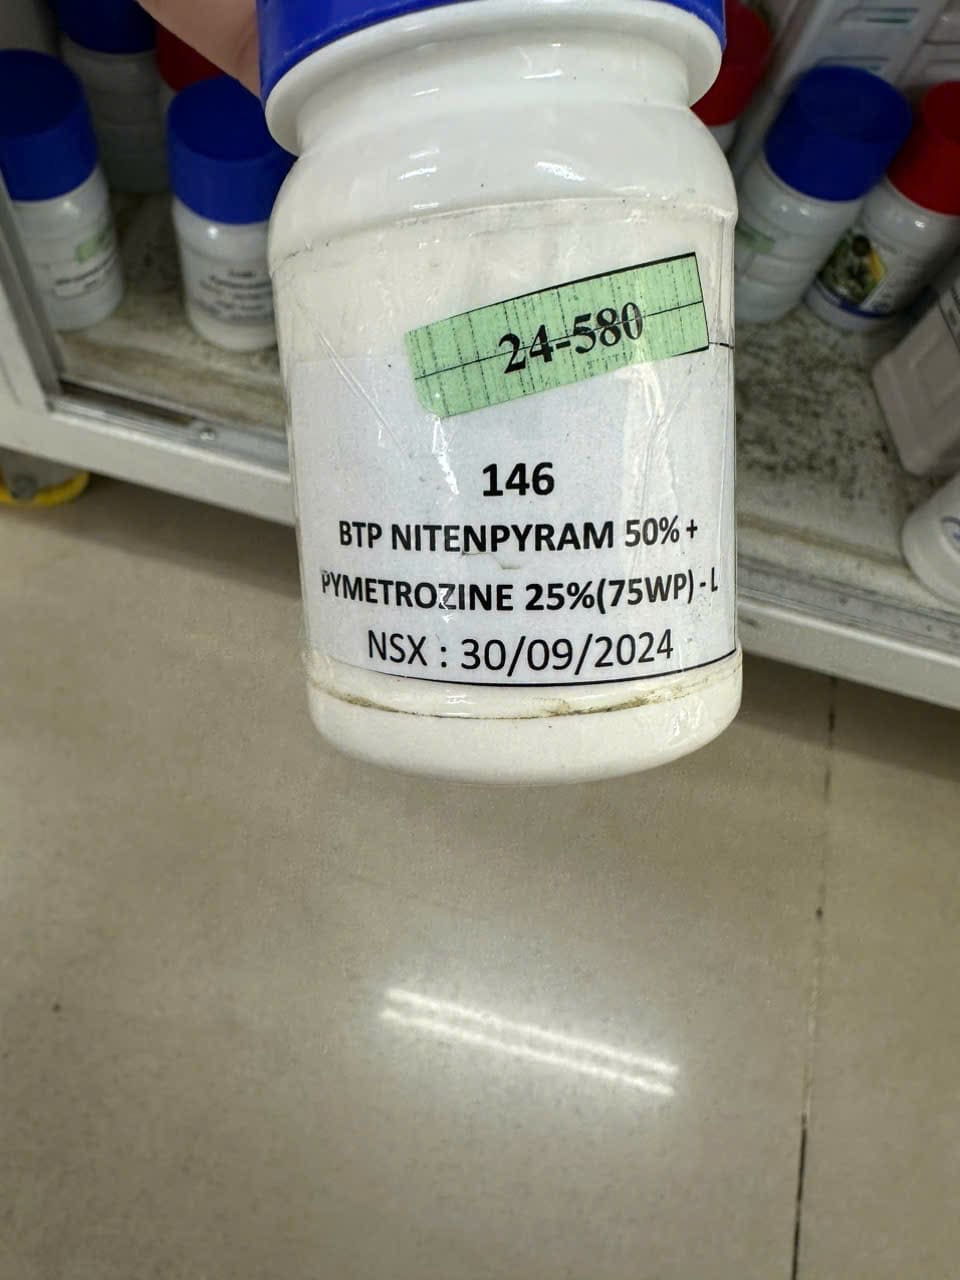 24-580
146
BTP NITENPYRAM 50% +
PYMETROZINE 25%(75WP) - L
NSX : 30/09/2024